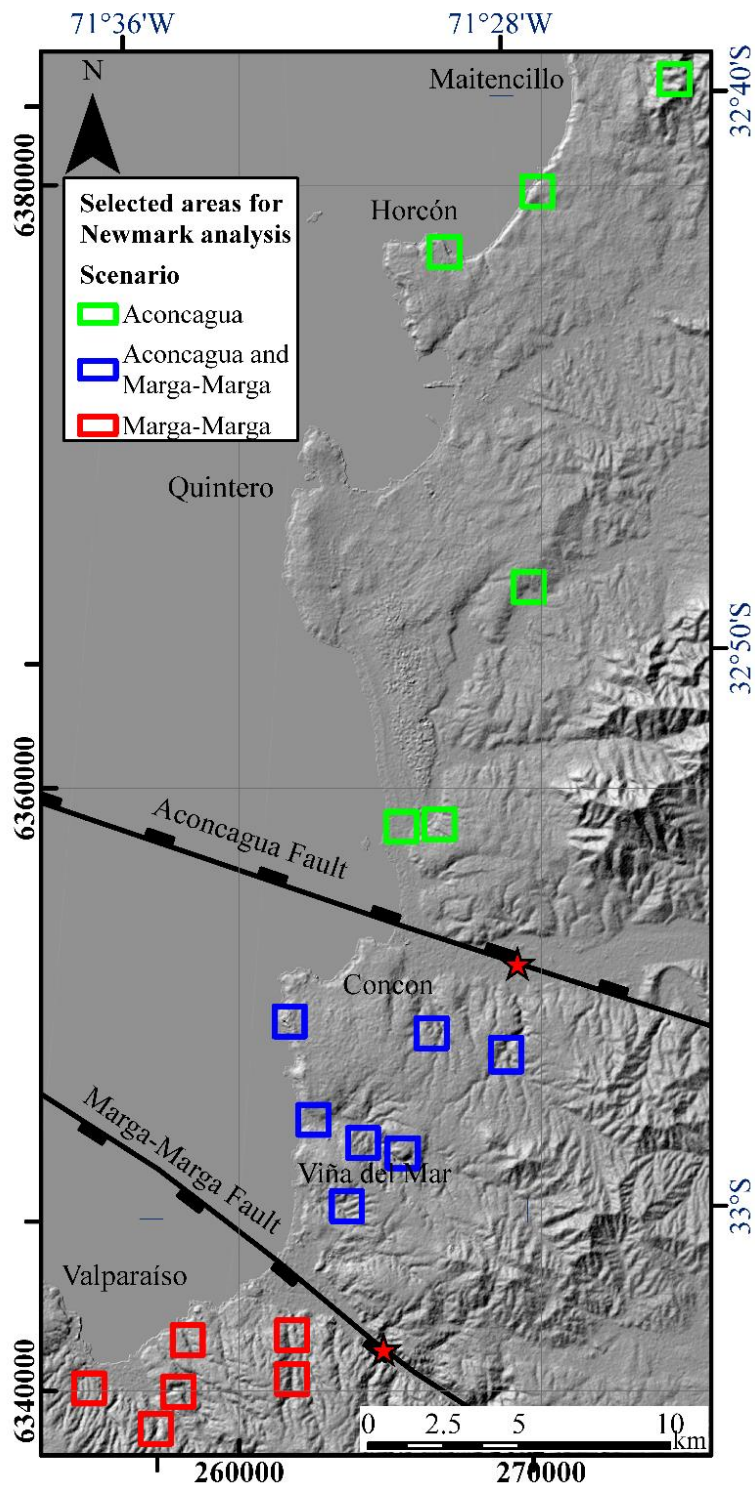 71°36'W
71°28'W
N
Maitencillo
32°40'S
6380000
Selected areas for
Newmark analysis
Scenario
Aconcagua
Aconcagua and
Marga-Marga
Marga-Marga
Horcón
Quintero
32°50'S
6360000
Aconcagua Fault
Concon
Marga-Marga Fault
Viña del Mar
33°S
Valparaíso
6340000
0 2.5 5 10
km
260000
270000